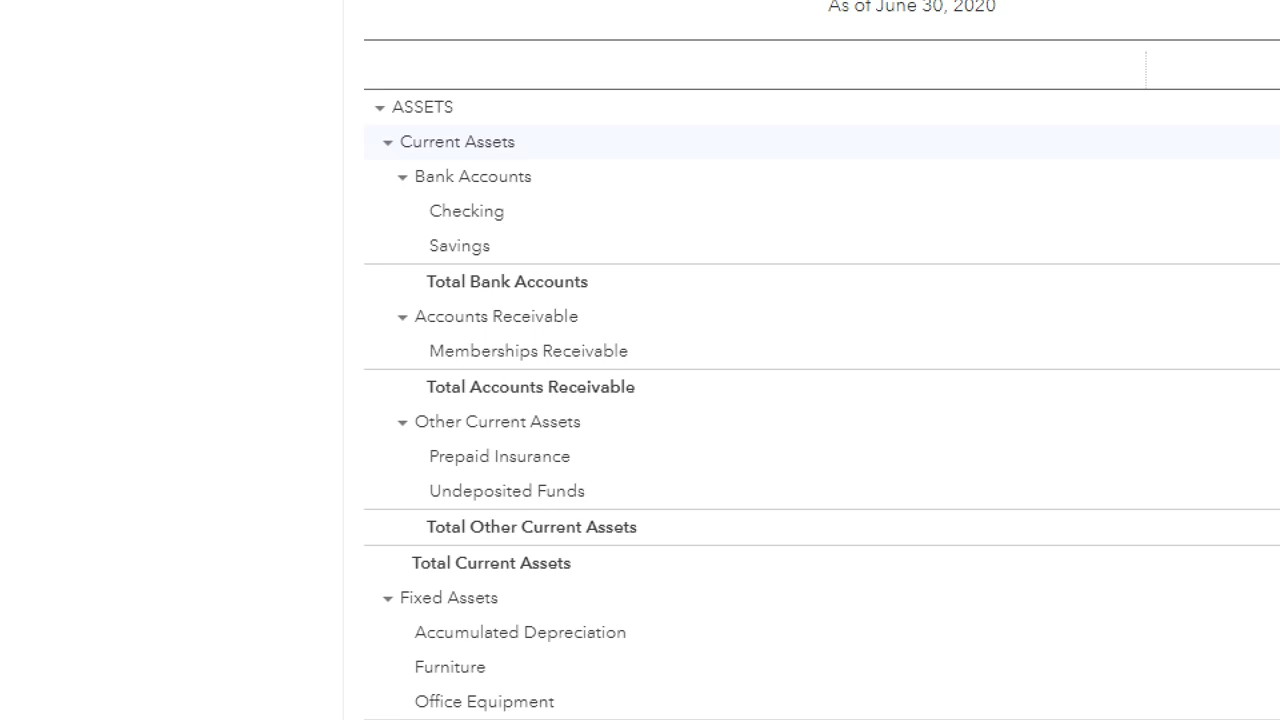 As of June 30, 2020
ASSETS
Current Assets
Bank Accounts
Checking
Savings
Total Bank Accounts
Accounts Receivable
Memberships Receivable
Total Accounts Receivable
Other Current Assets
Prepaid Insurance
Undeposited Funds
Total Other Current Assets
Total Current Assets
Fixed Assets
Accumulated Depreciation
Furniture
Office Equipment